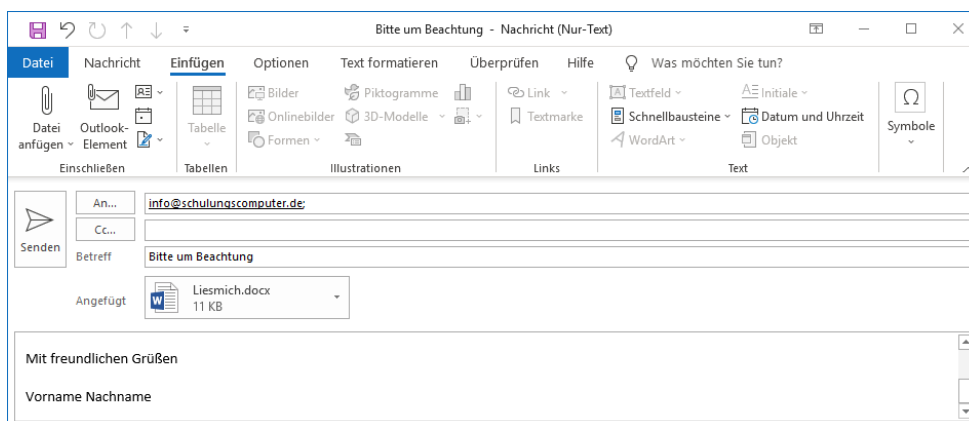 Bitte um Beachtung - Nachricht (Nur-Text)
Datei Nachricht Einfügen Optionen Text formatieren Überprüfen Hilfe Was möchten Sie tun?
Datei anfügen
Outlook-Element
Einschließen
Tabelle
Tabellen
Bilder Piktogramme
Onlinebilder 3D-Modelle
Formen
Illustrationen
Link
Textmarke
Links
Textfeld Initiale
Schnellbausteine Datum und Uhrzeit
WordArt Objekt
Text
Ω
Symbole
Senden
An... info@schulungscomputer.de;
Cc...
Betreff Bitte um Beachtung
Angefügt Liesmich.docx
11 KB
Mit freundlichen Grüßen
Vorname Nachname